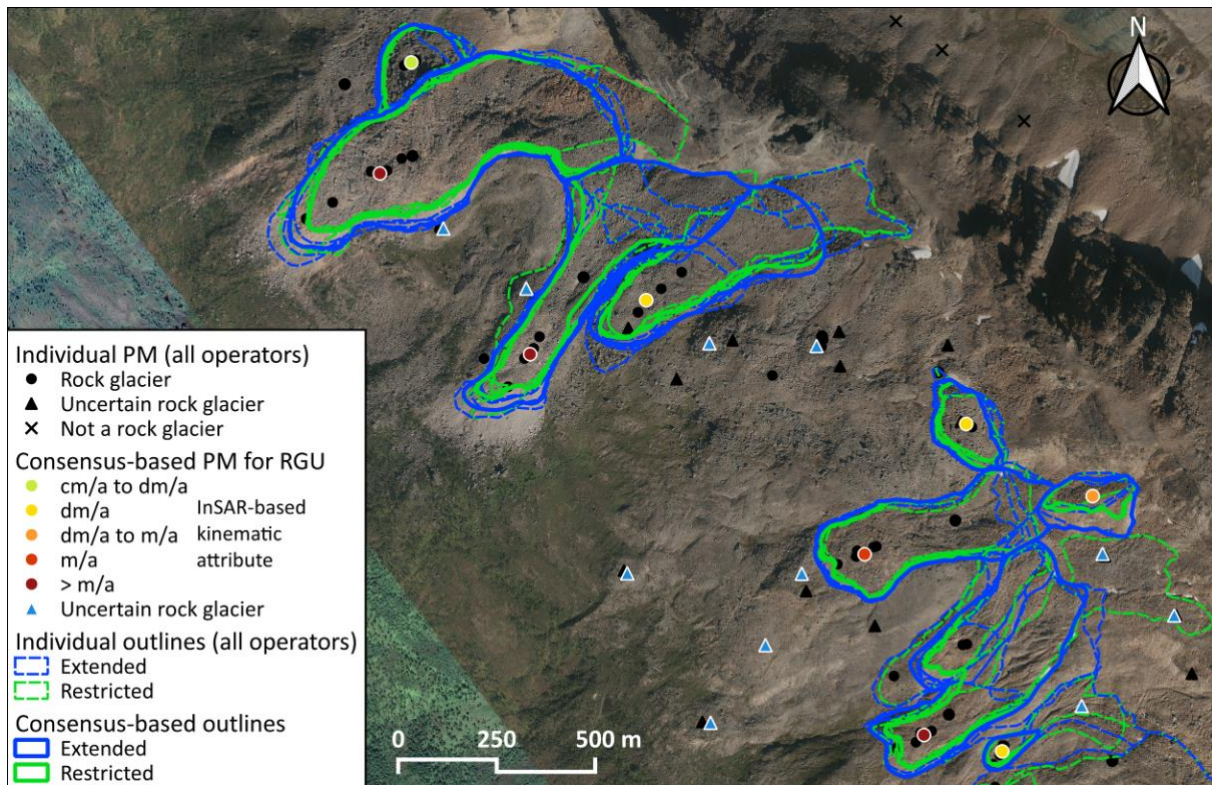 N
Individual PM (all operators)
Rock glacier
Uncertain rock glacier
Not a rock glacier
Consensus-based PM for RGU
cm/a to dm/a
dm/a
dm/a to m/a
m/a
> m/a
InSAR-based
kinematic
attribute
Uncertain rock glacier
Individual outlines (all operators)
Extended
Restricted
Consensus-based outlines
Extended
Restricted
0 250 500 m